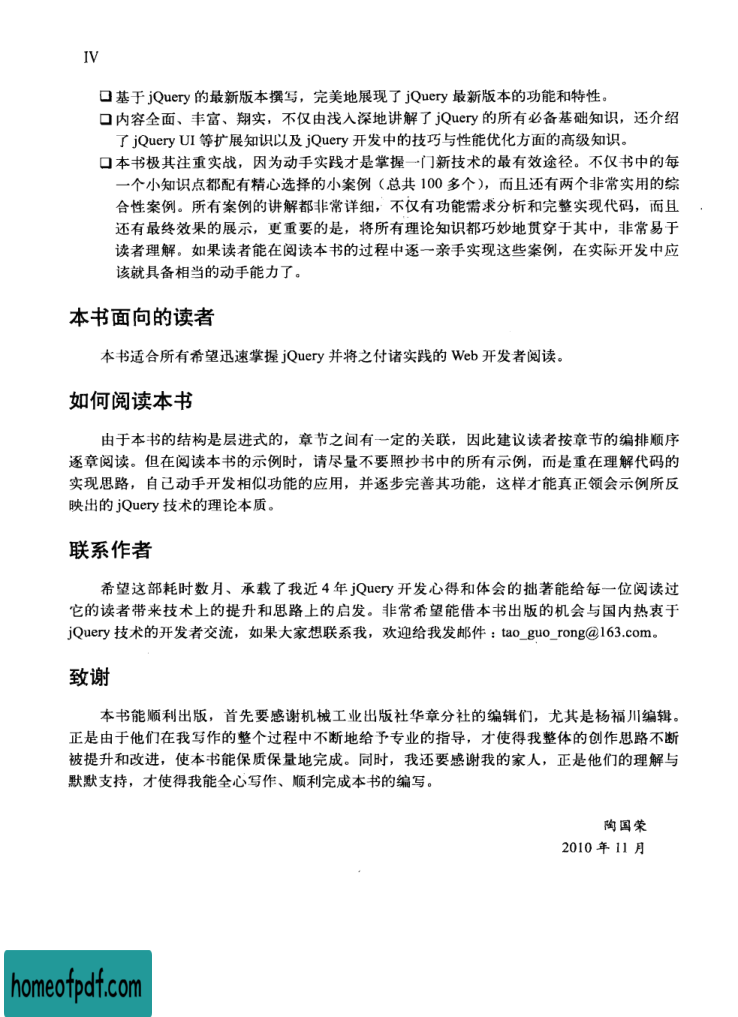 IV
❑基于 jQuery 的最新版本撰写，完美地展现了 jQuery 最新版本的功能和特性。
❑内容全面、丰富、翔实，不仅由浅入深地讲解了 jQuery 的所有必备基础知识，还介绍
了 jQuery UI 等扩展知识以及 jQuery 开发中的技巧与性能优化方面的高级知识。
❑本书极其注重实战，因为动手实践才是掌握一门新技术的最有效途径。不仅书中的每
一个小知识点都配有精心选择的小案例（总共 100 多个），而且还有两个非常实用的综
合性案例。所有案例的讲解都非常详细，不仅有功能需求分析和完整实现代码，而且
还有最终效果的展示，更重要的是，将所有理论知识都巧妙地贯穿于其中，非常易于
读者理解。如果读者能在阅读本书的过程中逐一亲手实现这些案例，在实际开发中应
该就具备相当的动手能力了。
本书面向的读者
本书适合所有希望迅速掌握 jQuery 并将之付诸实践的 Web 开发者阅读。
如何阅读本书
由于本书的结构是层进式的，章节之间有一定的关联，因此建议读者按章节的编排顺序
逐章阅读。但在阅读本书的示例时，请尽量不要照抄书中的所有示例，而是重在理解代码的
实现思路，自己动手开发相似功能的应用，并逐步完善其功能，这样才能真正领会示例所反
映出的 jQuery 技术的理论本质。
联系作者
希望这部耗时数月、承载了我近 4 年 jQuery 开发心得和体会的拙著能给每一位阅读过
它的读者带来技术上的提升和思路上的启发。非常希望能借本书出版的机会与国内热衷于
jQuery 技术的开发者交流，如果大家想联系我，欢迎给我发邮件：tao_guo_rong@163.com。
致谢
本书能顺利出版，首先要感谢机械工业出版社华章分社的编辑们，尤其是杨福川编辑。
正是由于他们在我写作的整个过程中不断地给予专业的指导，才使得我整体的创作思路不断
被提升和改进，使本书能保质保量地完成。同时，我还要感谢我的家人，正是他们的理解与
默默支持，才使得我能全心写作、顺利完成本书的编写。
陶国荣
2010 年 11 月
homeofpdf.com